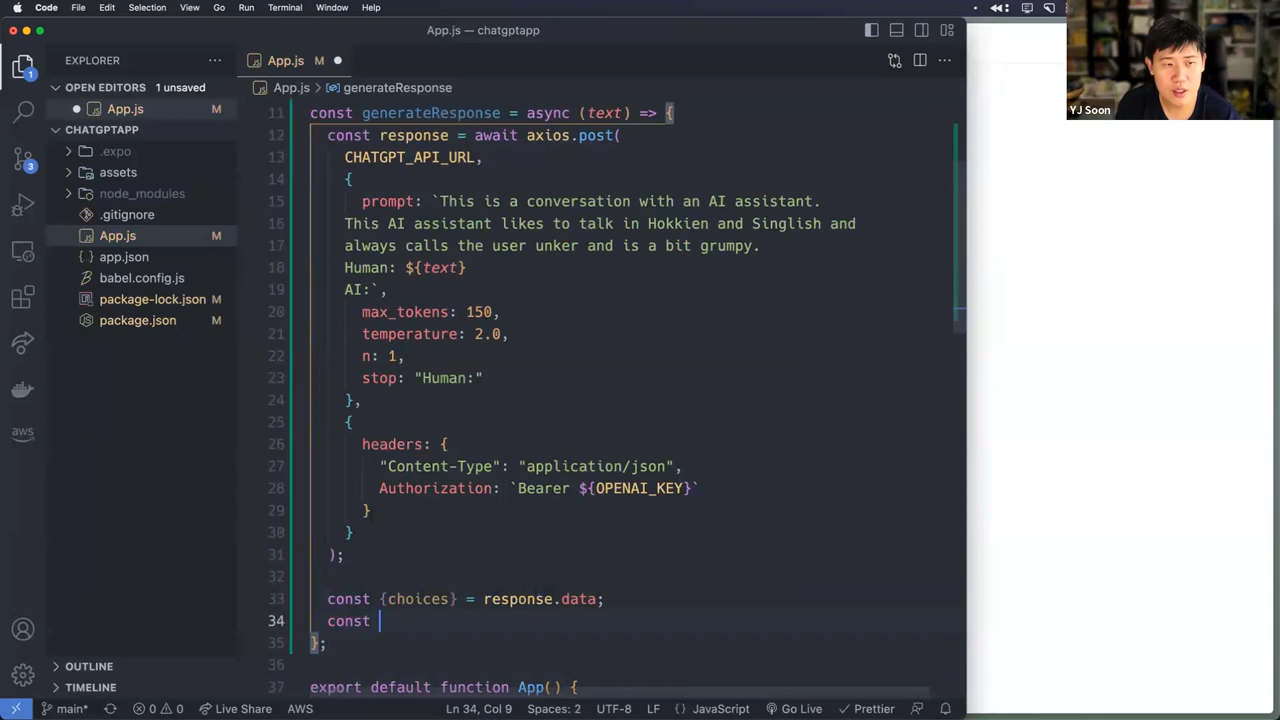 Code File Edit Selection View Go Run Terminal Window Help
App.js — chatgptapp
YJ Soon
EXPLORER
OPEN EDITORS 1 unsaved
App.js M
CHATGPTAPP
.expo
assets
node_modules
.gitignore
App.js M
app.json
babel.config.js
package-lock.json M
package.json M
OUTLINE
TIMELINE
1
3
aws
App.js M
App.js > generateResponse
11 const generateResponse = async (text) => {
12 const response = await axios.post(
13 CHATGPT_API_URL,
14 {
15 prompt: `This is a conversation with an AI assistant.
16 This AI assistant likes to talk in Hokkien and Singlish and
17 always calls the user unker and is a bit grumpy.
18 Human: ${text}
19 AI:`,
20 max_tokens: 150,
21 temperature: 2.0,
22 n: 1,
23 stop: "Human:"
24 },
25 {
26 headers: {
27 "Content-Type": "application/json",
28 Authorization: `Bearer ${OPENAI_KEY}`
29 }
30 }
31 );
32
33 const {choices} = response.data;
34 const
35 };
36
37 export default function App() {
main* 0 0 Live Share AWS Ln 34, Col 9 Spaces: 2 UTF-8 LF {} JavaScript Go Live Prettier